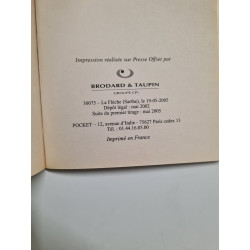 Impression réalisée sur Presse Offset par
BRODARD & TAUPIN
GROUPE CPI
La Flèche (Sarthe), le 19-05-2005
Dépôt légal : mai 2002
Suite du premier tirage : mai 2005
POCKET – 12, avenue d'Italie - 75627 Paris cedex 13
Tél. : 01.44.16.05.00
Imprimé en France